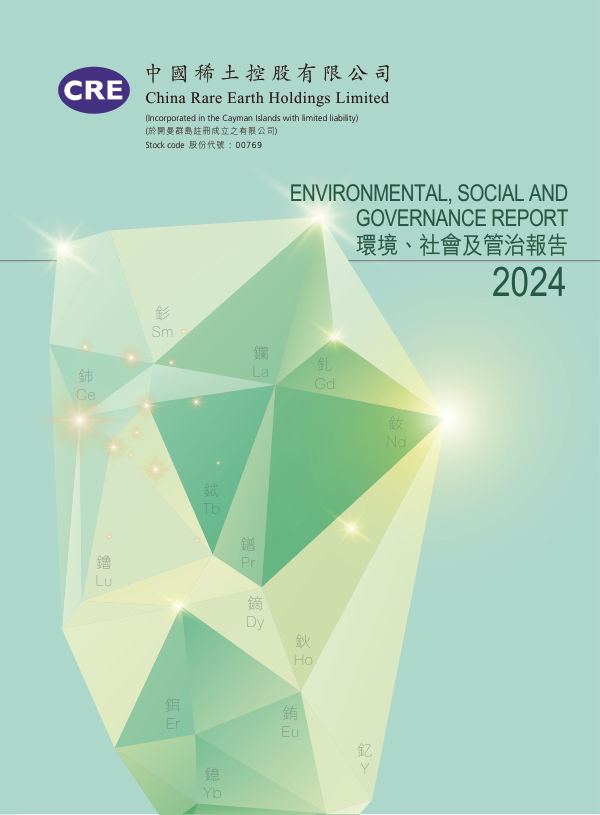 CRE
中國稀土控股有限公司
China Rare Earth Holdings Limited
(Incorporated in the Cayman Islands with limited liability)
(於開曼群島註冊成立之有限公司)
Stock code 股份代號 : 00769
ENVIRONMENTAL, SOCIAL AND
GOVERNANCE REPORT
環境、社會及管治報告
2024
釤
Sm
鑭
La
釓
Gd
鈰
Ce
釹
Nd
鋱
Tb
鐠
Pr
鑥
Lu
鏑
Dy
鈥
Ho
鉺
Er
銪
Eu
釔
Y
鐿
Yb